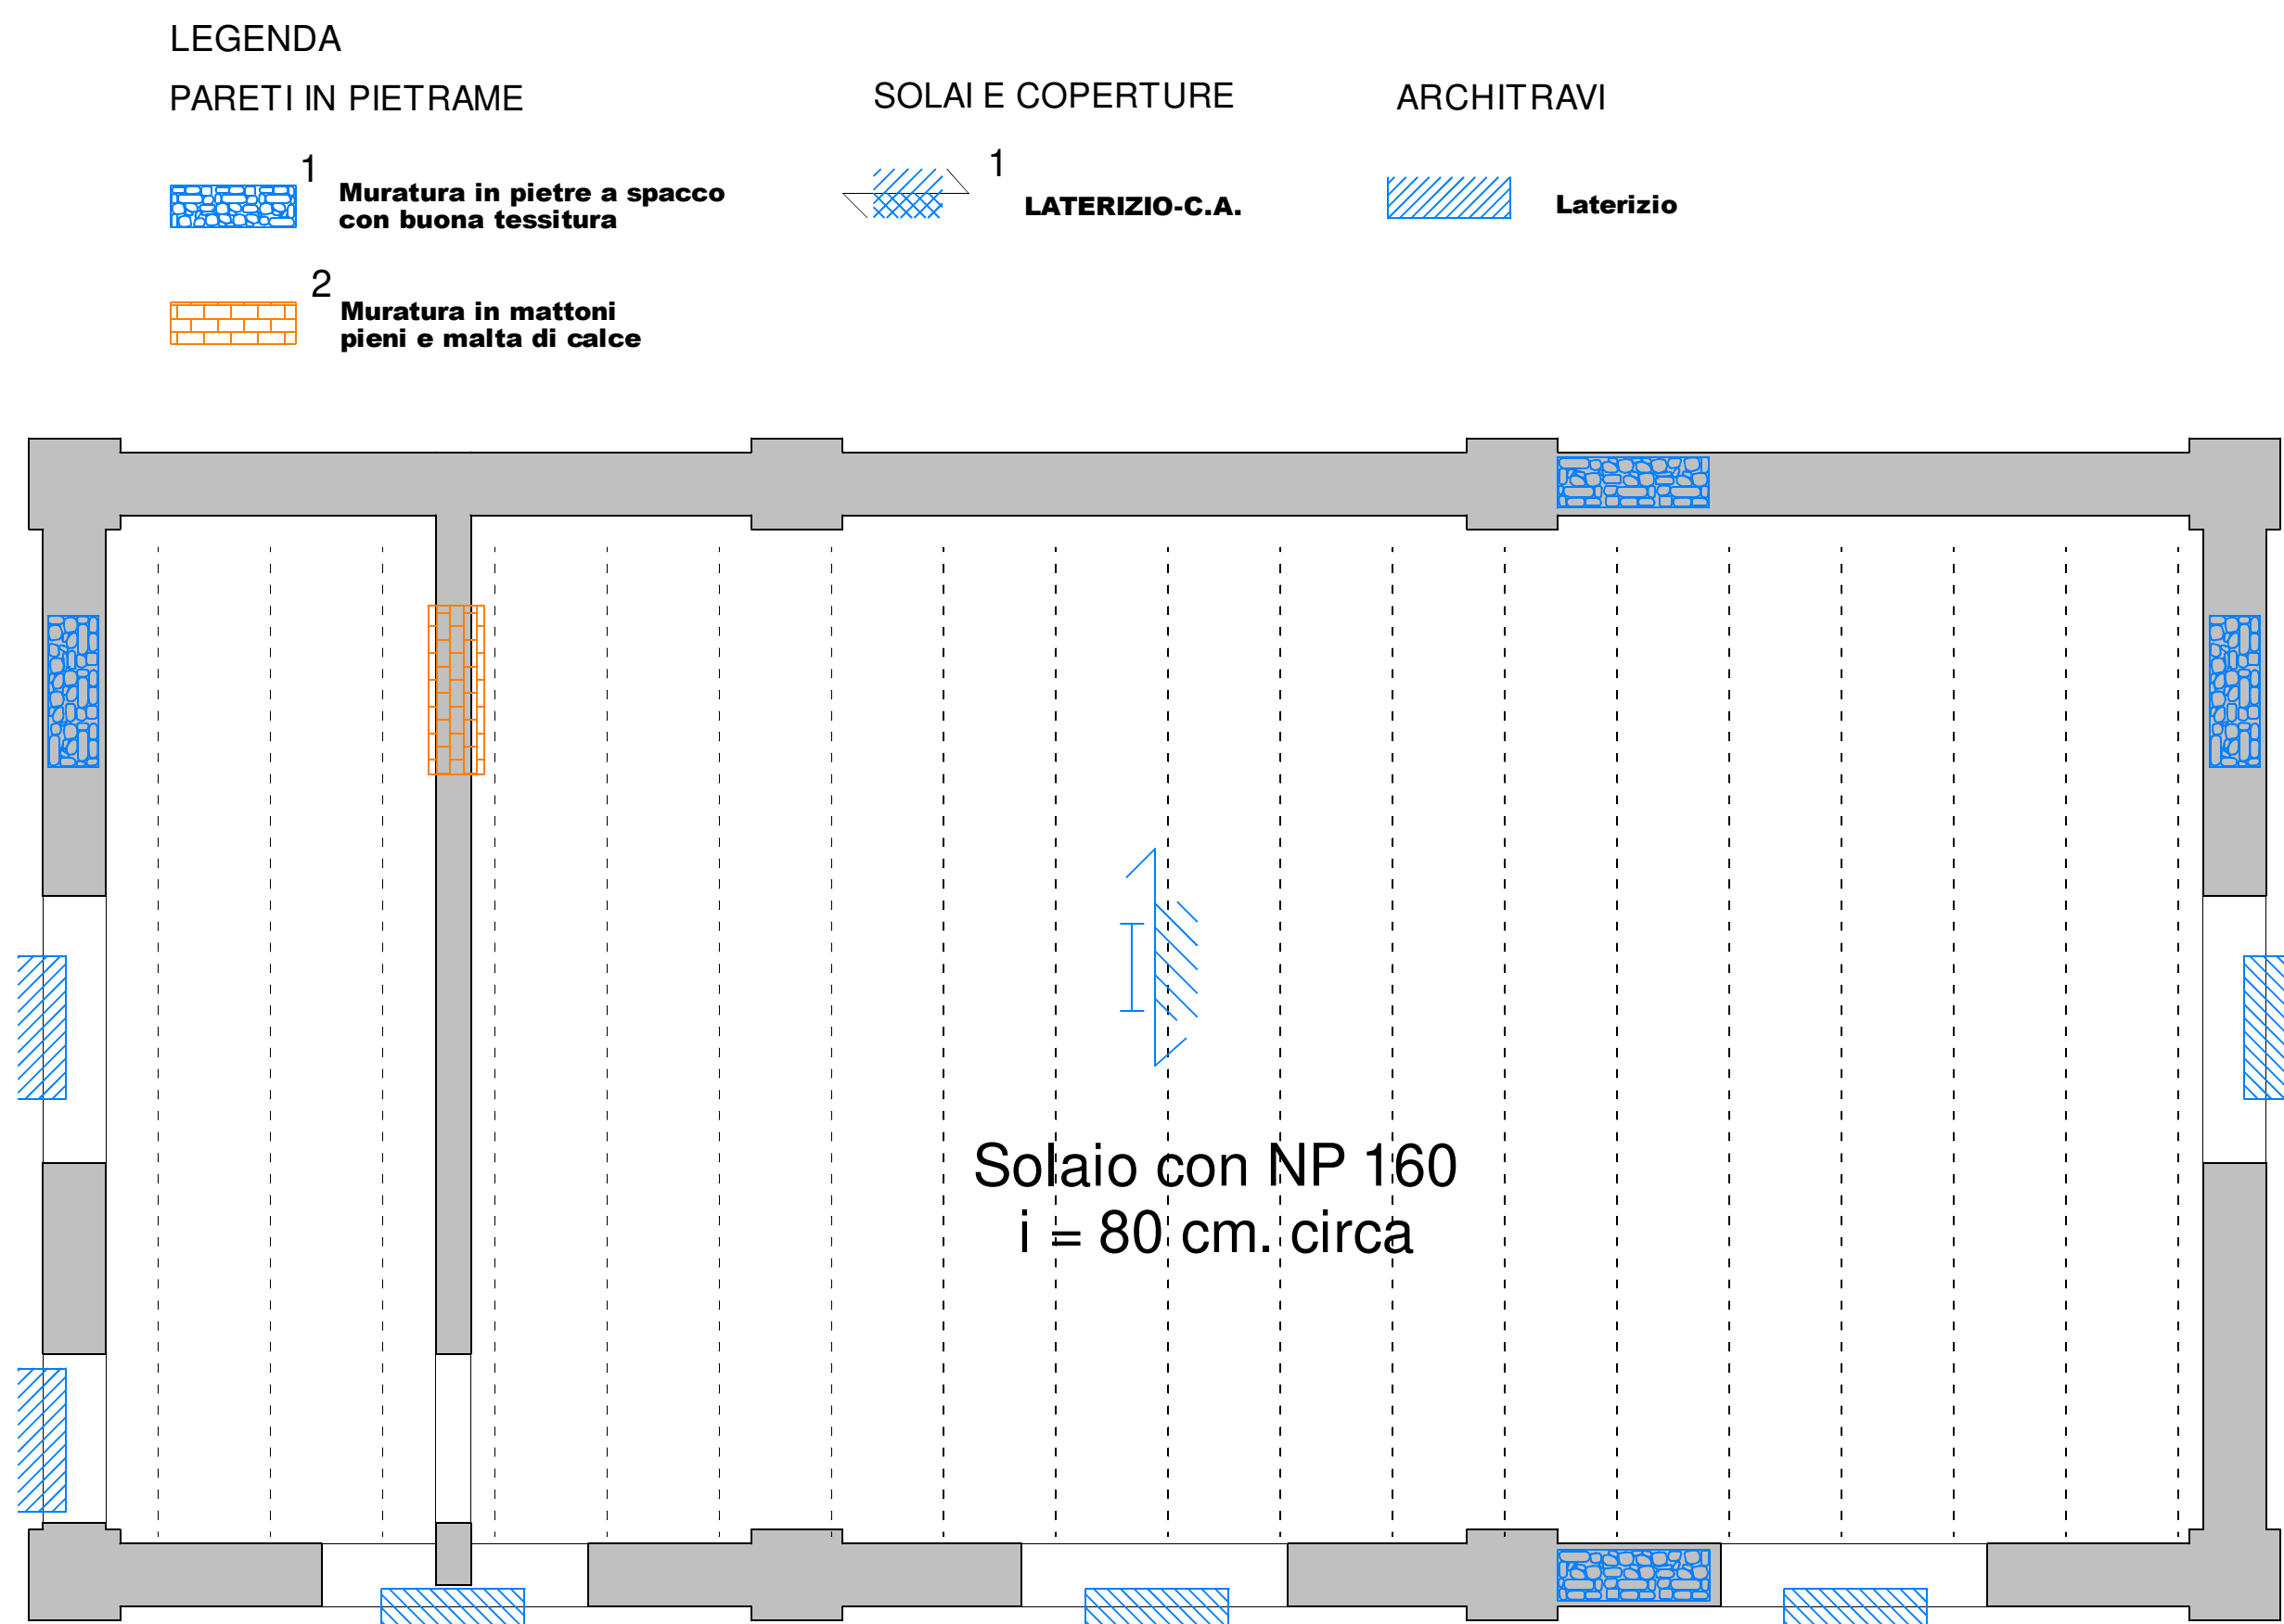 LEGENDA
PARETI IN PIETRAME
SOLAI E COPERTURE
ARCHITRAVI
1
Muratura in pietre a spacco
con buona tessitura
1
LATERIZIO-C.A.
Laterizio
2
Muratura in mattoni
pieni e malta di calce
Solaio con NP 160
i = 80 cm. circa